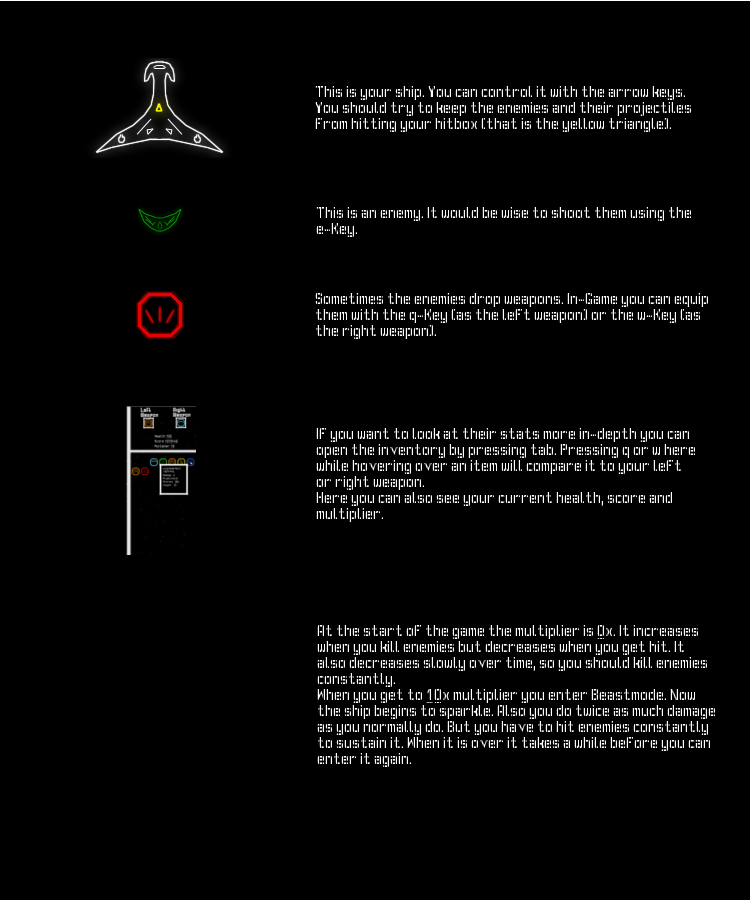 This is your ship. You can control it with the arrow keys.
You should try to keep the enemies and their projectiles
from hitting your hitbox (that is the yellow triangle).
This is an enemy. It would be wise to shoot them using the
e-Key.
Sometimes the enemies drop weapons. In-Game you can equip
them with the q-Key (as the left weapon) or the w-Key (as
the right weapon).
Left Right
Weapon Weapon
If you want to look at their stats more in-depth you can
open the inventory by pressing tab. Pressing q or w here
while hovering over an item will compare it to your left
or right weapon.
Here you can also see your current health, score and
multiplier.
At the start of the game the multiplier is 0x. It increases
when you kill enemies but decreases when you get hit. It
also decreases slowly over time, so you should kill enemies
constantly.
When you get to 10x multiplier you enter Beastmode. Now
the ship begins to sparkle. Also you do twice as much damage
as you normally do. But you have to hit enemies constantly
to sustain it. When it is over it takes a while before you can
enter it again.